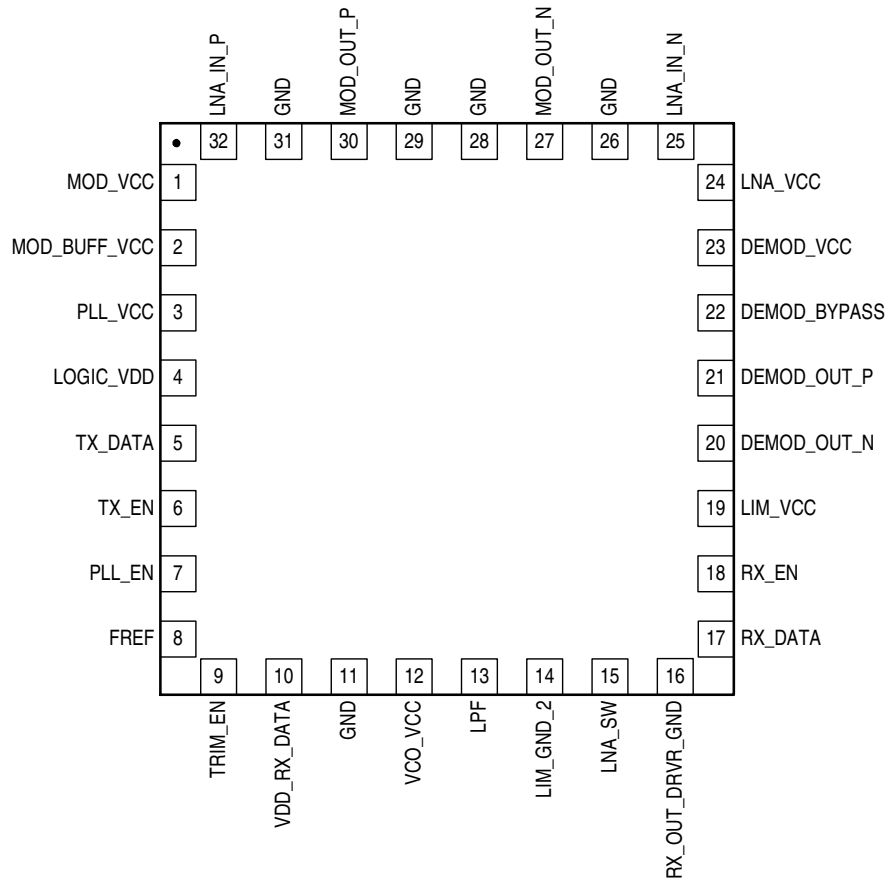 LNA_IN_P
GND
MOD_OUT_P
GND
GND
MOD_OUT_N
GND
LNA_IN_N
32 31 30 29 28 27 26 25
MOD_VCC 1
24 LNA_VCC
MOD_BUFF_VCC 2
23 DEMOD_VCC
PLL_VCC 3
22 DEMOD_BYPASS
LOGIC_VDD 4
21 DEMOD_OUT_P
TX_DATA 5
20 DEMOD_OUT_N
TX_EN 6
19 LIM_VCC
PLL_EN 7
18 RX_EN
FREF 8
17 RX_DATA
9 10 11 12 13 14 15 16
TRIM_EN
VDD_RX_DATA
GND
VCO_VCC
LPF
LIM_GND_2
LNA_SW
RX_OUT_DRVR_GND